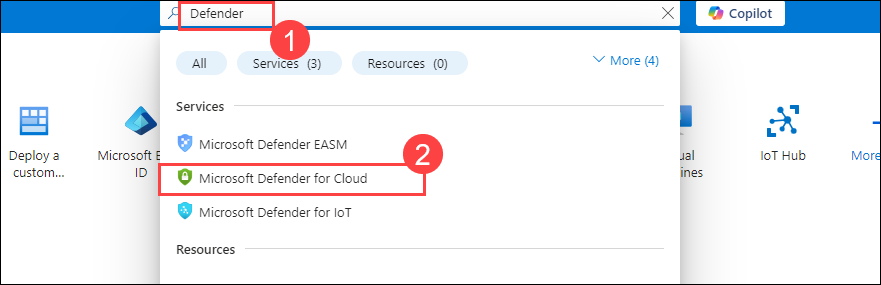 Defender
Copilot
1
All
Services (3)
Resources (0)
More (4)
Services
Microsoft Defender EASM
2
Microsoft Defender for Cloud
Microsoft Defender for IoT
Resources
Deploy a
custom...
Microsoft E
ID
ual
ines
IoT Hub
More